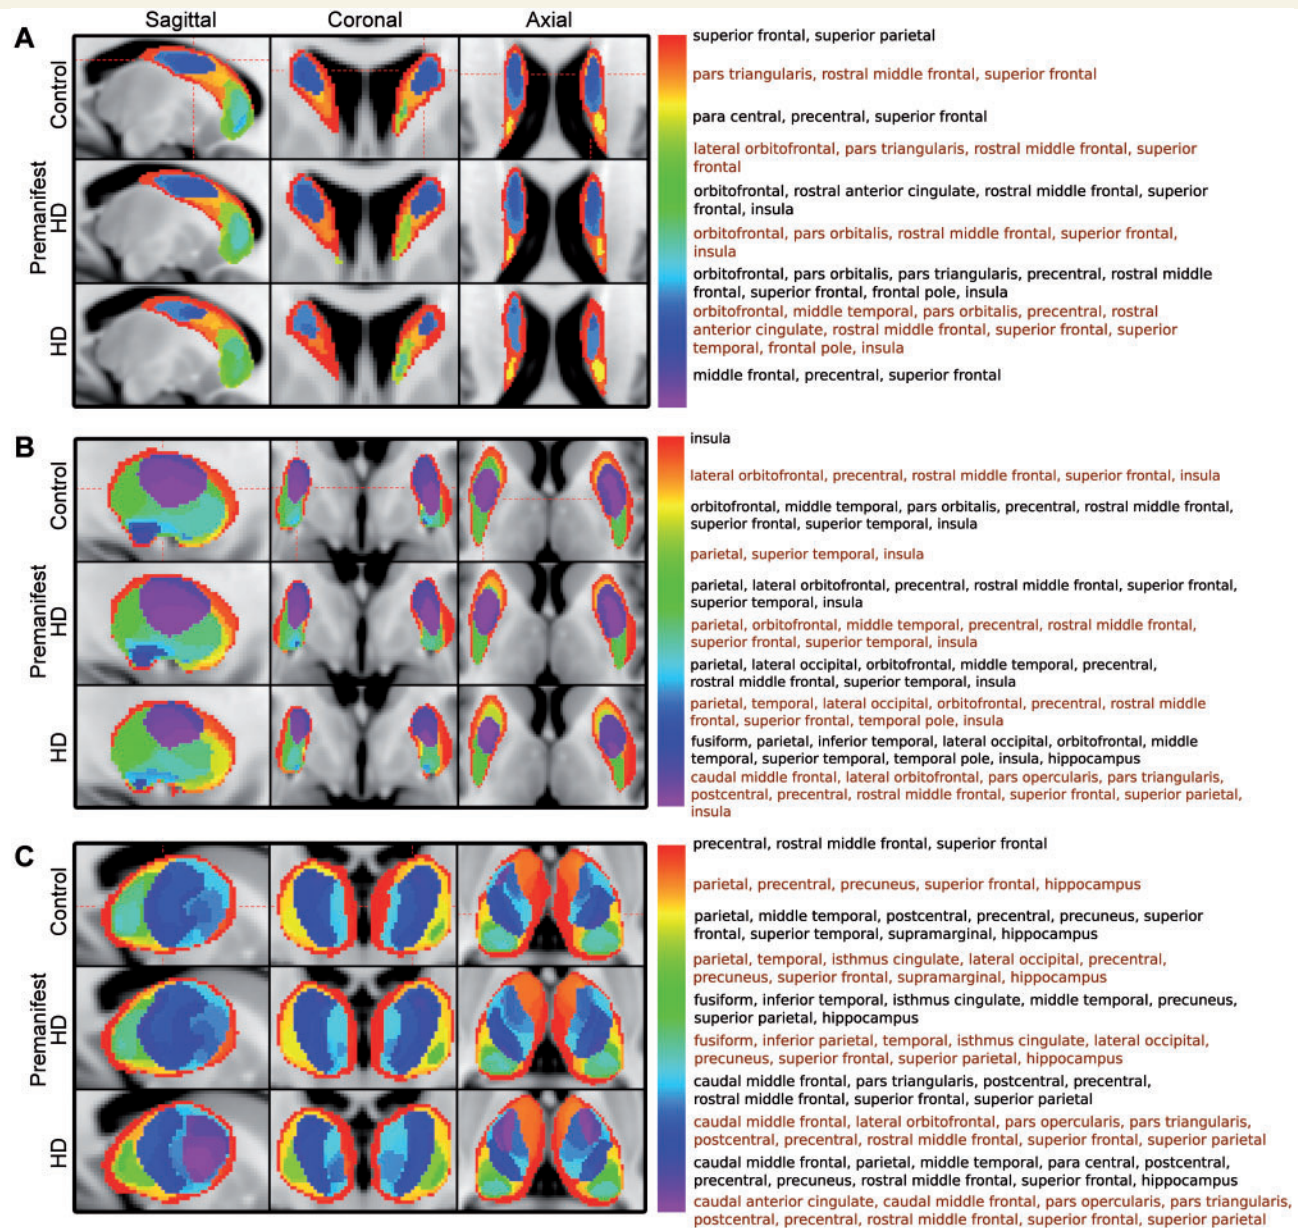 Sagittal Coronal Axial
A
Control
Premanifest
HD
HD
superior frontal, superior parietal
pars triangularis, rostral middle frontal, superior frontal
para central, precentral, superior frontal
lateral orbitofrontal, pars triangularis, rostral middle frontal, superior
frontal
orbitofrontal, rostral anterior cingulate, rostral middle frontal, superior
frontal, insula
orbitofrontal, pars orbitalis, rostral middle frontal, superior frontal,
insula
orbitofrontal, pars orbitalis, pars triangularis, precentral, rostral middle
frontal, superior frontal, frontal pole, insula
orbitofrontal, middle temporal, pars orbitalis, precentral, rostral
anterior cingulate, rostral middle frontal, superior frontal, superior
temporal, frontal pole, insula
middle frontal, precentral, superior frontal
B
Control
Premanifest
HD
HD
insula
lateral orbitofrontal, precentral, rostral middle frontal, superior frontal, insula
orbitofrontal, middle temporal, pars orbitalis, precentral, rostral middle frontal,
superior frontal, superior temporal, insula
parietal, superior temporal, insula
parietal, lateral orbitofrontal, precentral, rostral middle frontal, superior frontal,
superior temporal, insula
parietal, orbitofrontal, middle temporal, precentral, rostral middle frontal,
superior frontal, superior temporal, insula
parietal, lateral occipital, orbitofrontal, middle temporal, precentral,
rostral middle frontal, superior temporal, insula
parietal, temporal, lateral occipital, orbitofrontal, precentral, rostral middle
frontal, superior frontal, temporal pole, insula
fusiform, parietal, inferior temporal, lateral occipital, orbitofrontal, middle
temporal, superior temporal, temporal pole, insula, hippocampus
caudal middle frontal, lateral orbitofrontal, pars opercularis, pars triangularis,
postcentral, precentral, rostral middle frontal, superior frontal, superior parietal,
insula
C
Control
Premanifest
HD
HD
precentral, rostral middle frontal, superior frontal
parietal, precentral, precuneus, superior frontal, hippocampus
parietal, middle temporal, postcentral, precentral, precuneus, superior
frontal, superior temporal, supramarginal, hippocampus
parietal, temporal, isthmus cingulate, lateral occipital, precentral,
precuneus, superior frontal, supramarginal, hippocampus
fusiform, inferior temporal, isthmus cingulate, middle temporal, precuneus,
superior parietal, hippocampus
fusiform, inferior parietal, temporal, isthmus cingulate, lateral occipital,
precuneus, superior frontal, superior parietal, hippocampus
caudal middle frontal, pars triangularis, postcentral, precentral,
rostral middle frontal, superior frontal, superior parietal
caudal middle frontal, lateral orbitofrontal, pars opercularis, pars triangularis,
postcentral, precentral, rostral middle frontal, superior frontal, superior parietal
caudal middle frontal, parietal, middle temporal, para central, postcentral,
precentral, precuneus, rostral middle frontal, superior frontal, hippocampus
caudal anterior cingulate, caudal middle frontal, pars opercularis, pars triangularis,
postcentral, precentral, rostral middle frontal, superior frontal, superior parietal